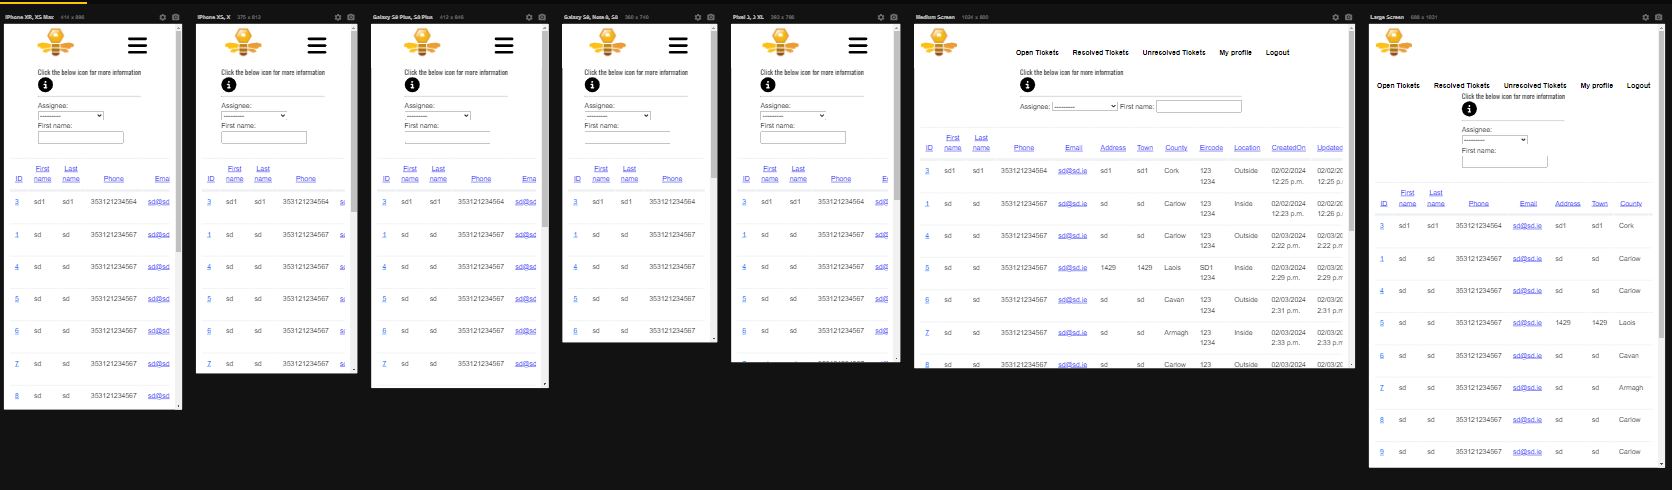 iPhone XR, XS Max 414 x 896
Click the below icon for more information
Assignee:
---------
First name:
ID First name Last name Phone Emai
3 sd1 sd1 353121234564 sd@sd
1 sd sd 353121234567 sd@sd
4 sd sd 353121234567 sd@sd
5 sd sd 353121234567 sd@sd
6 sd sd 353121234567 sd@sd
7 sd sd 353121234567 sd@sd
8 sd sd 353121234567 sd@sd
iPhone XS, X 375 x 812
Click the below icon for more information
Assignee:
---------
First name:
ID First name Last name Phone
3 sd1 sd1 353121234564 s
1 sd sd 353121234567 s
4 sd sd 353121234567 s
5 sd sd 353121234567 s
6 sd sd 353121234567 s
7 sd sd 353121234567 s
Galaxy S9 Plus, S8 Plus 412 x 846
Click the below icon for more information
Assignee:
---------
First name:
ID First name Last name Phone Ema
3 sd1 sd1 353121234564 sd@s
1 sd sd 353121234567 sd@s
4 sd sd 353121234567 sd@s
5 sd sd 353121234567 sd@s
6 sd sd 353121234567 sd@s
7 sd sd 353121234567 sd@s
Galaxy S9, Note 8, S8 360 x 740
Click the below icon for more information
Assignee:
---------
First name:
ID First name Last name Phone
3 sd1 sd1 353121234564
1 sd sd 353121234567
4 sd sd 353121234567
5 sd sd 353121234567
6 sd sd 353121234567
Pixel 3, 3 XL 393 x 786
Click the below icon for more information
Assignee:
---------
First name:
ID First name Last name Phone E
3 sd1 sd1 353121234564 sd@
1 sd sd 353121234567 sd@
4 sd sd 353121234567 sd@
5 sd sd 353121234567 sd@
6 sd sd 353121234567 sd@
7 sd sd 353121234567 sd@
Medium Screen 1024 x 800
Open Tickets Resolved Tickets Unresolved Tickets My profile Logout
Click the below icon for more information
Assignee: --------- First name:
ID First name Last name Phone Email Address Town County Eircode Location CreatedOn Updated
3 sd1 sd1 353121234564 sd@sd.ie sd1 sd1 Cork 123 1234 Outside 02/02/2024 12:25 p.m. 02/02/20 12:25 p.
1 sd sd 353121234567 sd@sd.ie sd sd Carlow 123 1234 Inside 02/02/2024 12:23 p.m. 02/02/20 12:26 p.
4 sd sd 353121234567 sd@sd.ie sd sd Carlow 123 1234 Outside 02/03/2024 2:22 p.m. 02/03/20 2:22 p.m
5 sd sd 353121234567 sd@sd.ie 1429 1429 Laois SD1 1234 Inside 02/03/2024 2:29 p.m. 02/03/20 2:29 p.m
6 sd sd 353121234567 sd@sd.ie sd sd Cavan 123 1234 Outside 02/03/2024 2:31 p.m. 02/03/20 2:31 p.m
7 sd sd 353121234567 sd@sd.ie sd sd Armagh 123 1234 Inside 02/03/2024 2:33 p.m. 02/03/20 2:33 p.m
8 sd sd 353121234567 sd@sd.ie sd sd Carlow 123 Outside 02/03/2024 02/03/20
Large Screen
Open Tickets Resolved Tickets Unresolved Tickets My profile Logout
Click the below icon for more information
Assignee:
---------
First name:
ID First name Last name Phone Email Address Town County
3 sd1 sd1 353121234564 sd@sd.ie sd1 sd1 Cork
1 sd sd 353121234567 sd@sd.ie sd sd Carlow
4 sd sd 353121234567 sd@sd.ie sd sd Carlow
5 sd sd 353121234567 sd@sd.ie 1429 1429 Laois
6 sd sd 353121234567 sd@sd.ie sd sd Cavan
7 sd sd 353121234567 sd@sd.ie sd sd Armagh
8 sd sd 353121234567 sd@sd.ie sd sd Carlow
9 sd sd 353121234567 sd@sd.ie sd sd Carlow